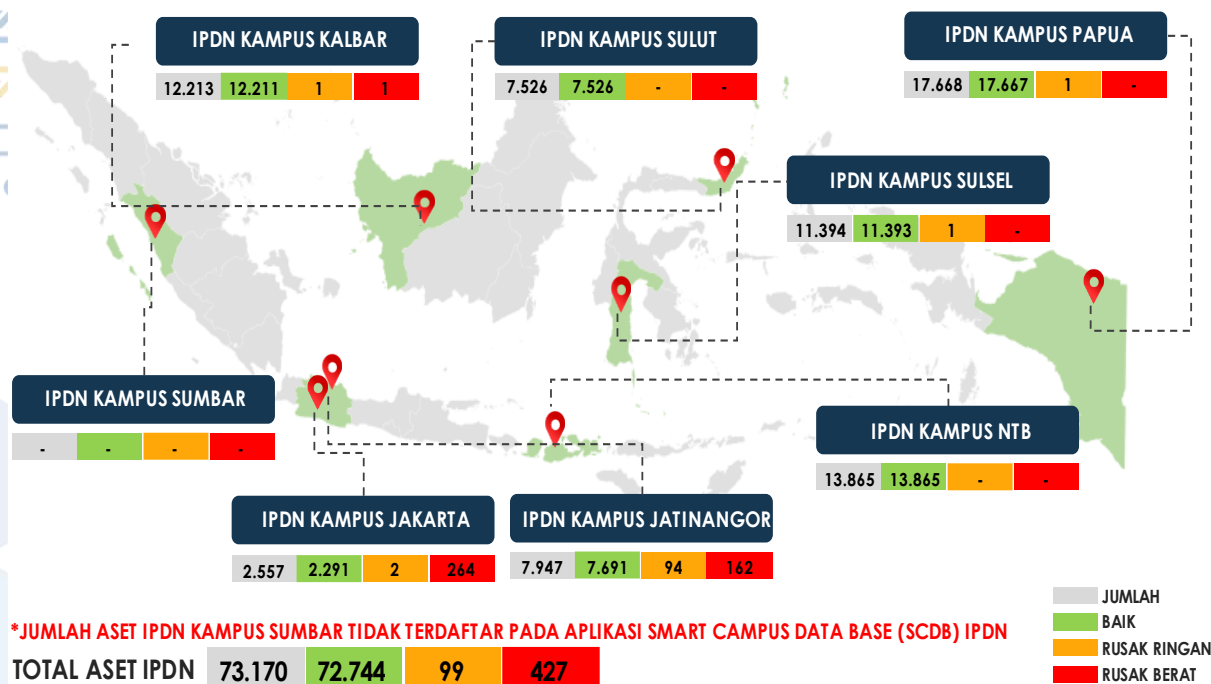 IPDN KAMPUS KALBAR
12.213 12.211 1 1
IPDN KAMPUS SULUT
7.526 7.526 - -
IPDN KAMPUS PAPUA
17.668 17.667 1 -
IPDN KAMPUS SULSEL
11.394 11.393 1 -
IPDN KAMPUS SUMBAR
- - - -
IPDN KAMPUS NTB
13.865 13.865 - -
IPDN KAMPUS JAKARTA
2.557 2.291 2 264
IPDN KAMPUS JATINANGOR
7.947 7.691 94 162
*JUMLAH ASET IPDN KAMPUS SUMBAR TIDAK TERDAFTAR PADA APLIKASI SMART CAMPUS DATA BASE (SCDB) IPDN
TOTAL ASET IPDN 73.170 72.744 99 427
JUMLAH
BAIK
RUSAK RINGAN
RUSAK BERAT